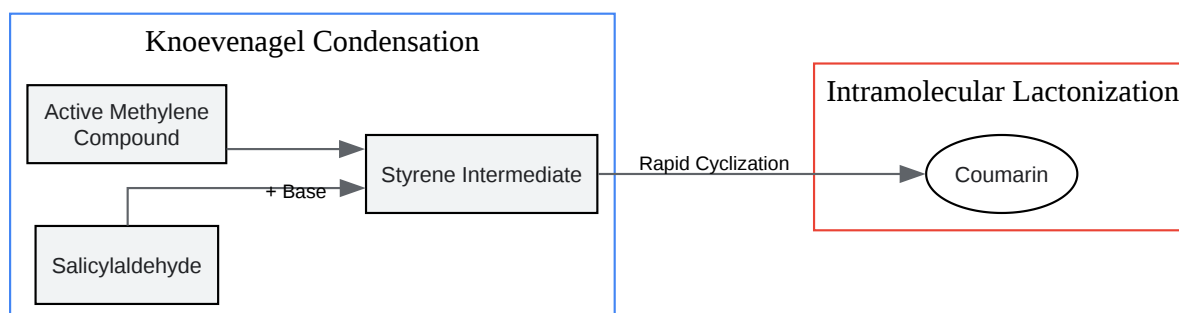 Knoevenagel Condensation
Active Methylene
Compound
+ Base
Salicylaldehyde
Styrene Intermediate
Rapid Cyclization
Intramolecular Lactonization
Coumarin